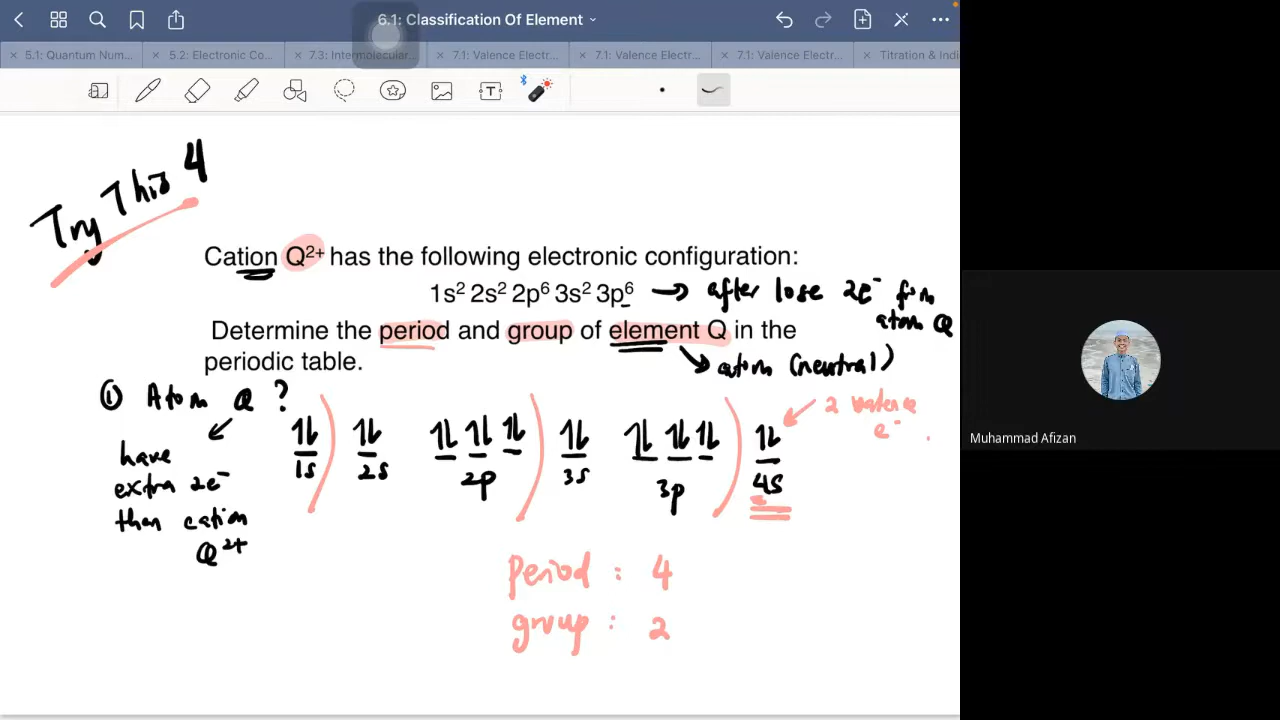 6.1: Classification Of Element
5.1: Quantum Num...
5.2: Electronic Co...
7.3: Intermolecular...
7.1: Valence Electr...
7.1: Valence Electr...
7.1: Valence Electr...
Titration & Indi
Try This 4
Cation Q²⁺ has the following electronic configuration:
1s² 2s² 2p⁶ 3s² 3p⁶ → after lose 2e⁻ from
atom Q
Determine the period and group of element Q in the
periodic table.
atom (neutral)
① Atom Q ?
have
extra 2e⁻
than cation
Q²⁺
2 valence
e⁻
1s 2s 2p 3s 3p 4s
Period : 4
group : 2
Muhammad Afizan